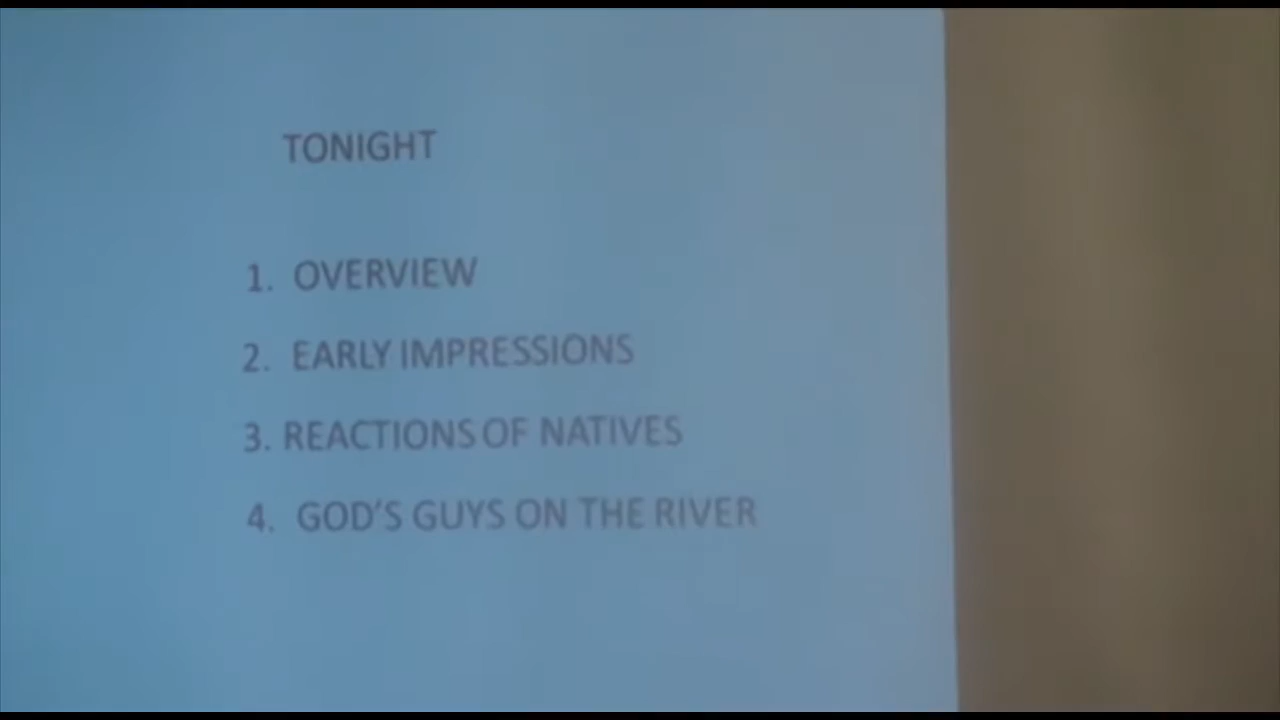 TONIGHT
1. OVERVIEW
2. EARLY IMPRESSIONS
3. REACTIONS OF NATIVES
4. GOD'S GUYS ON THE RIVER